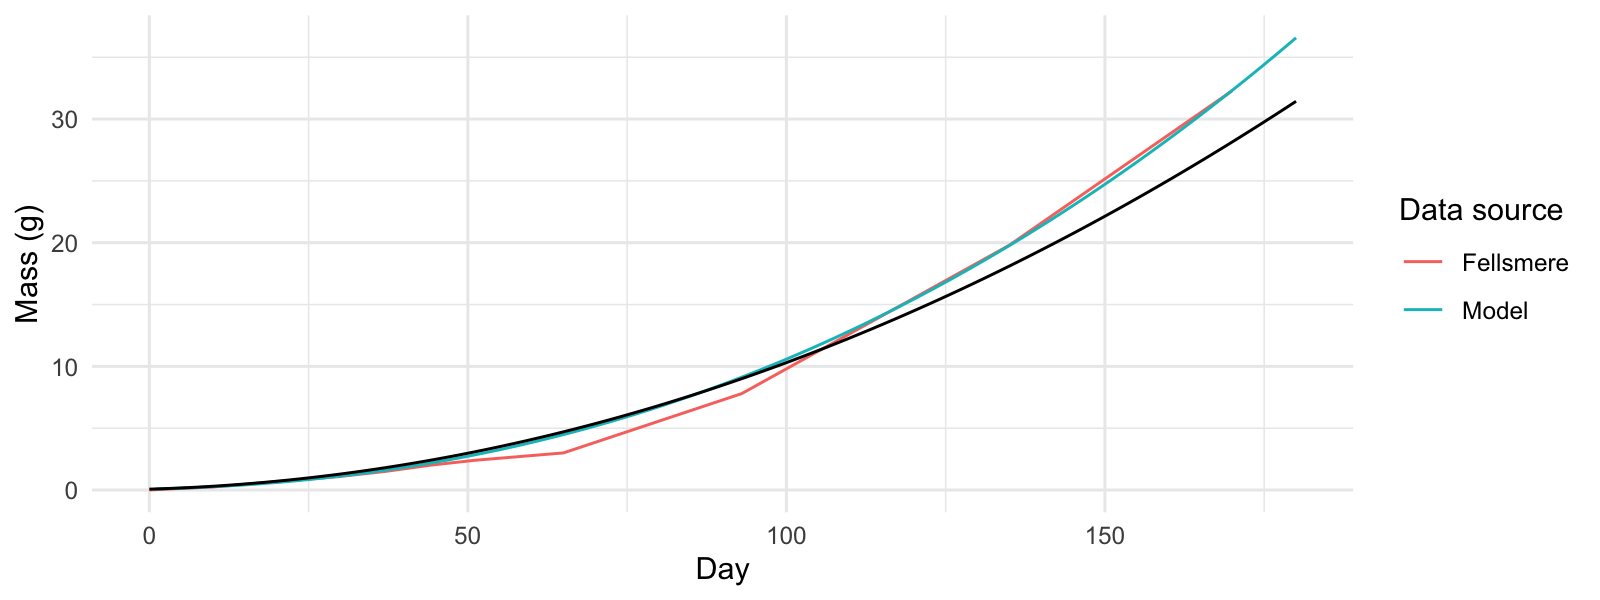 Mass (g)
30
20
10
0
0 50 100 150
Day
Data source
Fellsmere
Model